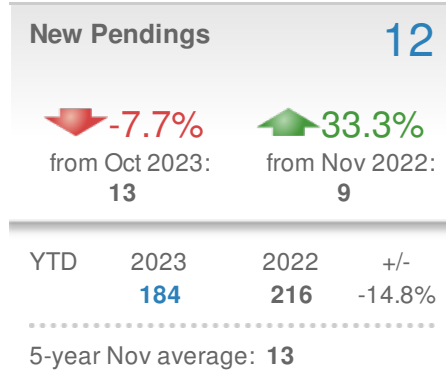 New Pendings 12
-7.7% 33.3%
from Oct 2023: from Nov 2022:
13 9
YTD 2023 2022 +/-
184 216 -14.8%
5-year Nov average: 13